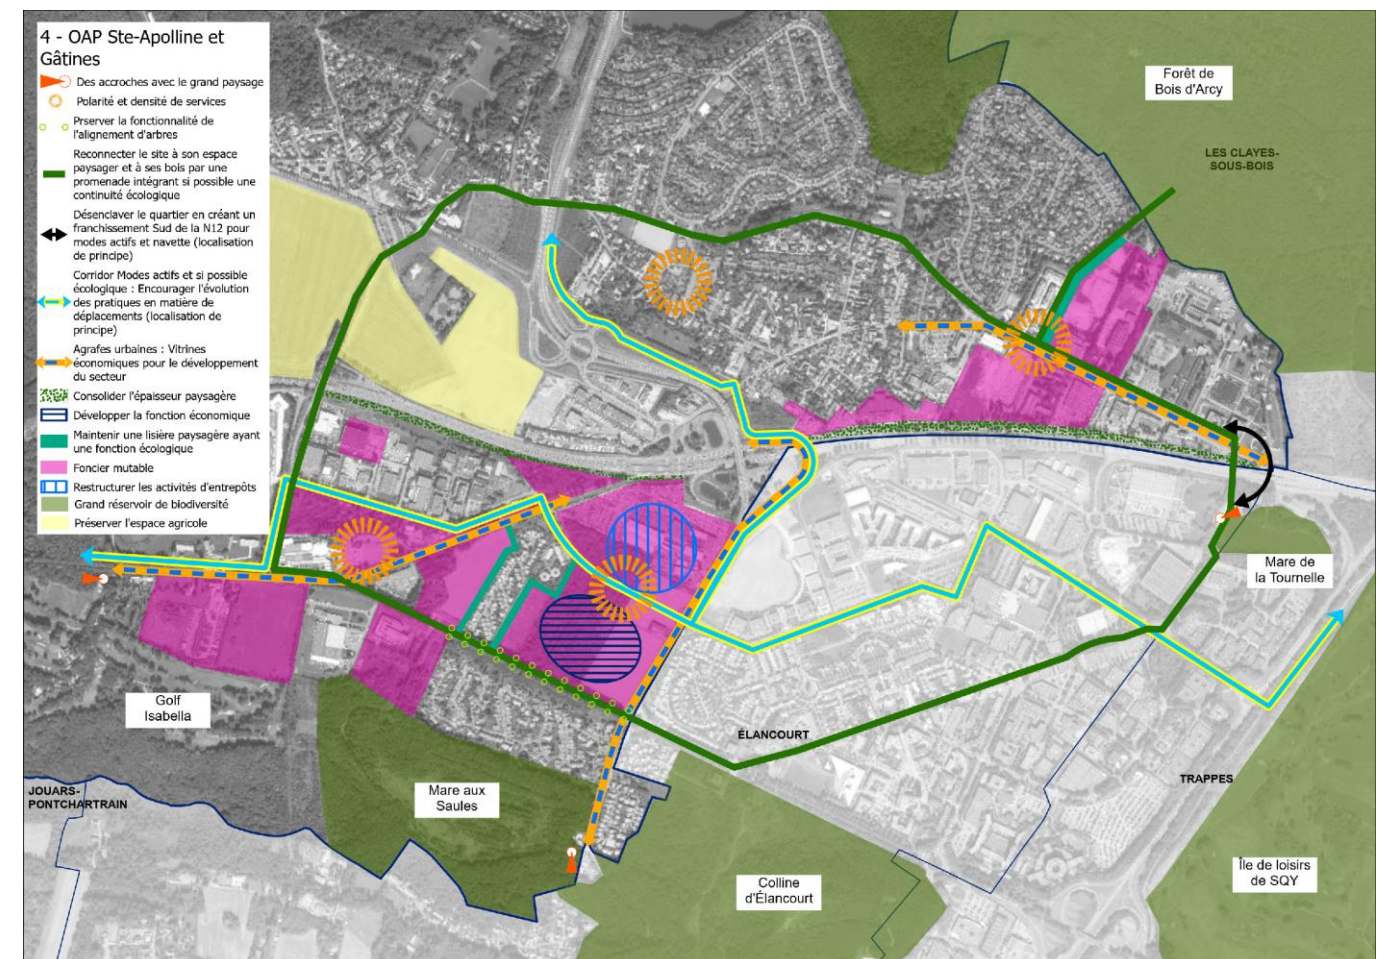 4 - OAP Ste-Apolline et
Gâtines
Des accroches avec le grand paysage
Polarité et densité de services
Prserver la fonctionnalité de
l'alignement d'arbres
Reconnecter le site à son espace
paysager et à ses bois par une
promenade intégrant si possible une
continuité écologique
Désenclaver le quartier en créant un
franchissement Sud de la N12 pour
modes actifs et navette (localisation
de principe)
Corridor Modes actifs et si possible
écologique : Encourager l'évolution
des pratiques en matière de
déplacements (localisation de
principe)
Agrafes urbaines : Vitrines
économiques pour le développement
du secteur
Consolider l'épaisseur paysagère
Développer la fonction économique
Maintenir une lisière paysagère ayant
une fonction écologique
Foncier mutable
Restructurer les activités d'entrepôts
Grand réservoir de biodiversité
Préserver l'espace agricole
Forêt de
Bois d'Arcy
LES CLAYES-
SOUS-BOIS
Mare de
la Tournelle
Golf
Isabella
ÉLANCOURT
TRAPPES
JOUARS-
PONTCHARTRAIN
Mare aux
Saules
Colline
d'Élancourt
Île de loisirs
de SQY